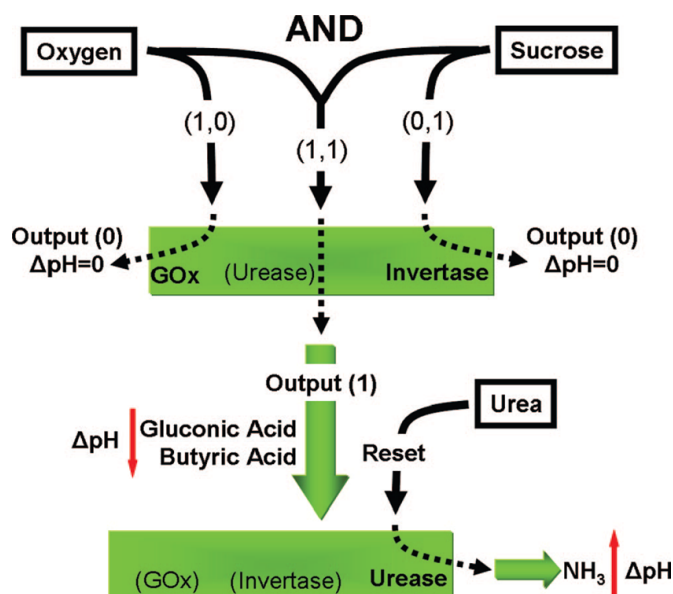 AND
Oxygen
Sucrose
(1,0)
(1,1)
(0,1)
Output (0)
ΔpH=0
Output (0)
ΔpH=0
GOx (Urease) Invertase
Output (1)
Urea
ΔpH
Gluconic Acid
Butyric Acid
Reset
(GOx) (Invertase) Urease
NH₃
ΔpH